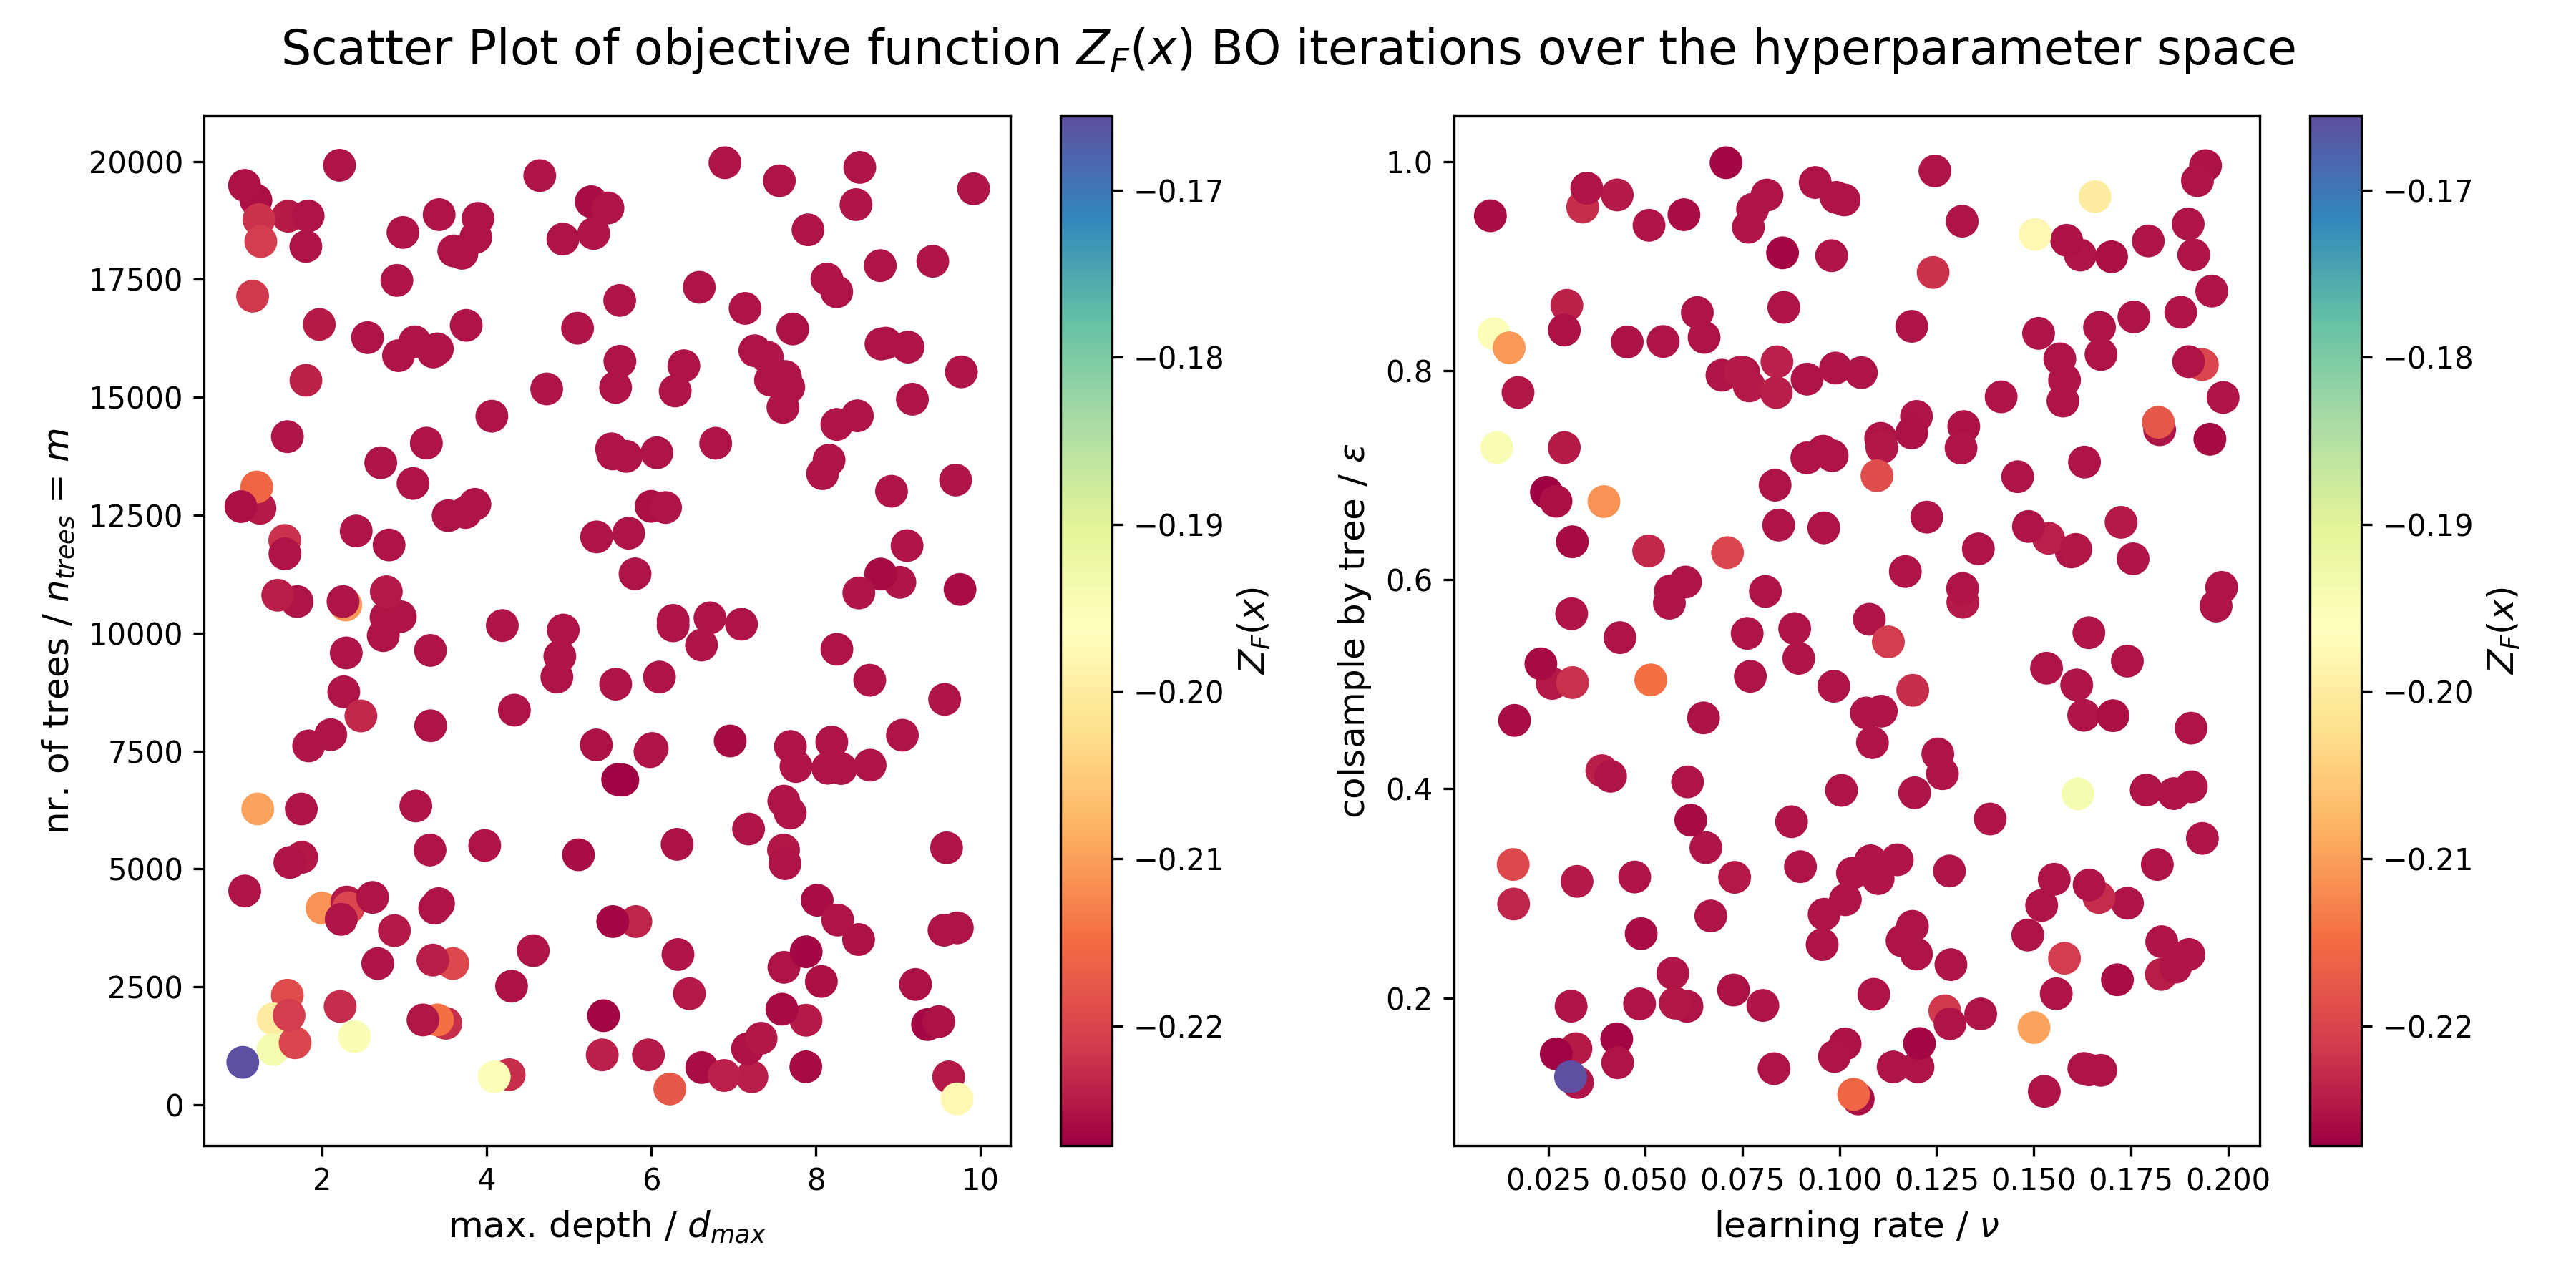 Scatter Plot of objective function Z_F(x) BO iterations over the hyperparameter space
nr. of trees / n_trees = m
20000
17500
15000
12500
10000
7500
5000
2500
0
2 4 6 8 10
max. depth / d_max
−0.17
−0.18
−0.19
−0.20
−0.21
−0.22
Z_F(x)
colsample by tree / ε
1.0
0.8
0.6
0.4
0.2
0.025 0.050 0.075 0.100 0.125 0.150 0.175 0.200
learning rate / ν
−0.17
−0.18
−0.19
−0.20
−0.21
−0.22
Z_F(x)